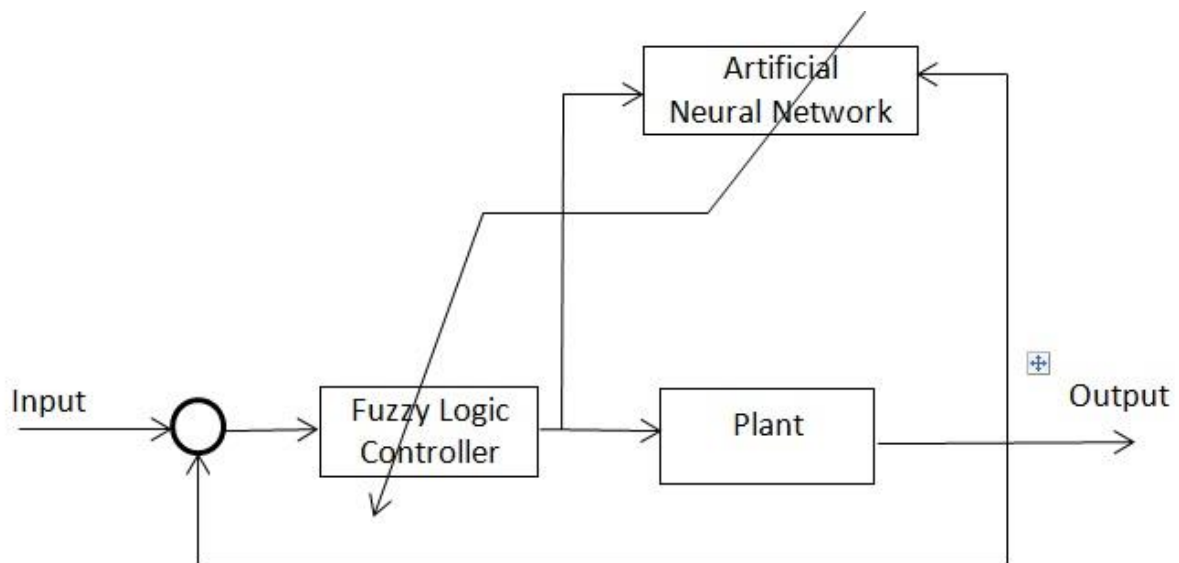 Artificial
Neural Network
Input
Fuzzy Logic
Controller
Plant
Output